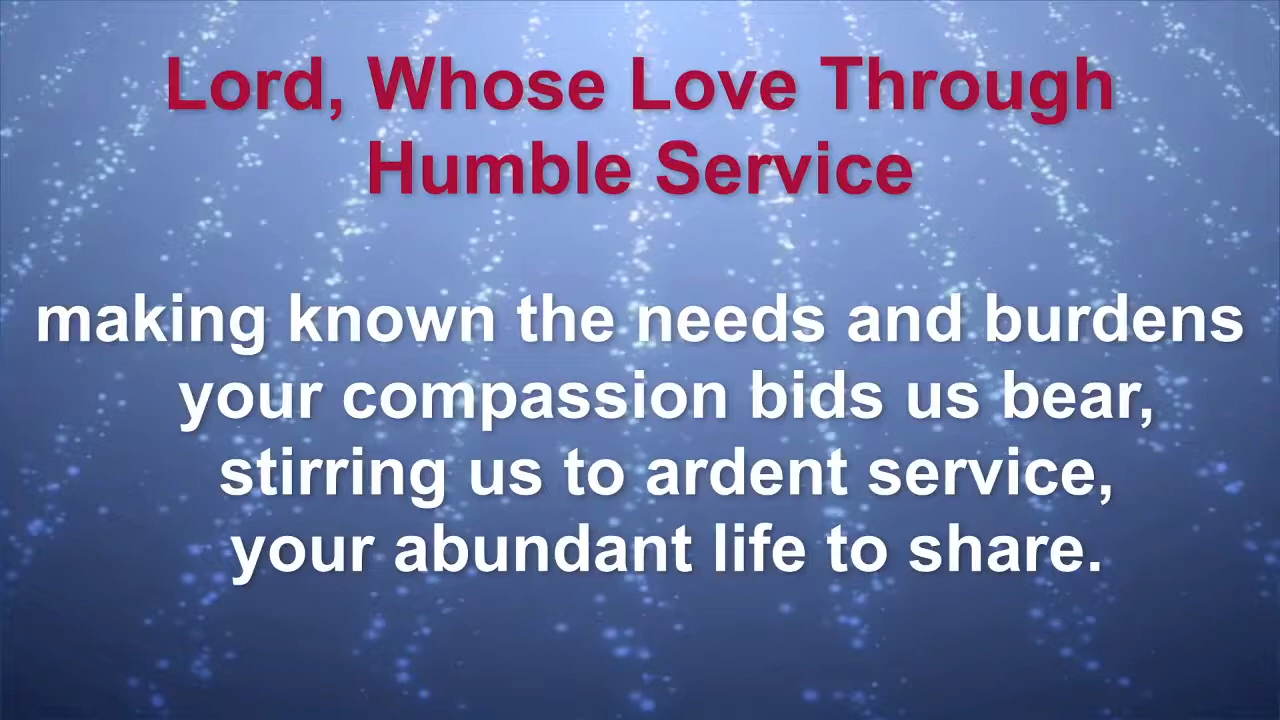 Lord, Whose Love Through
Humble Service
making known the needs and burdens
your compassion bids us bear,
stirring us to ardent service,
your abundant life to share.